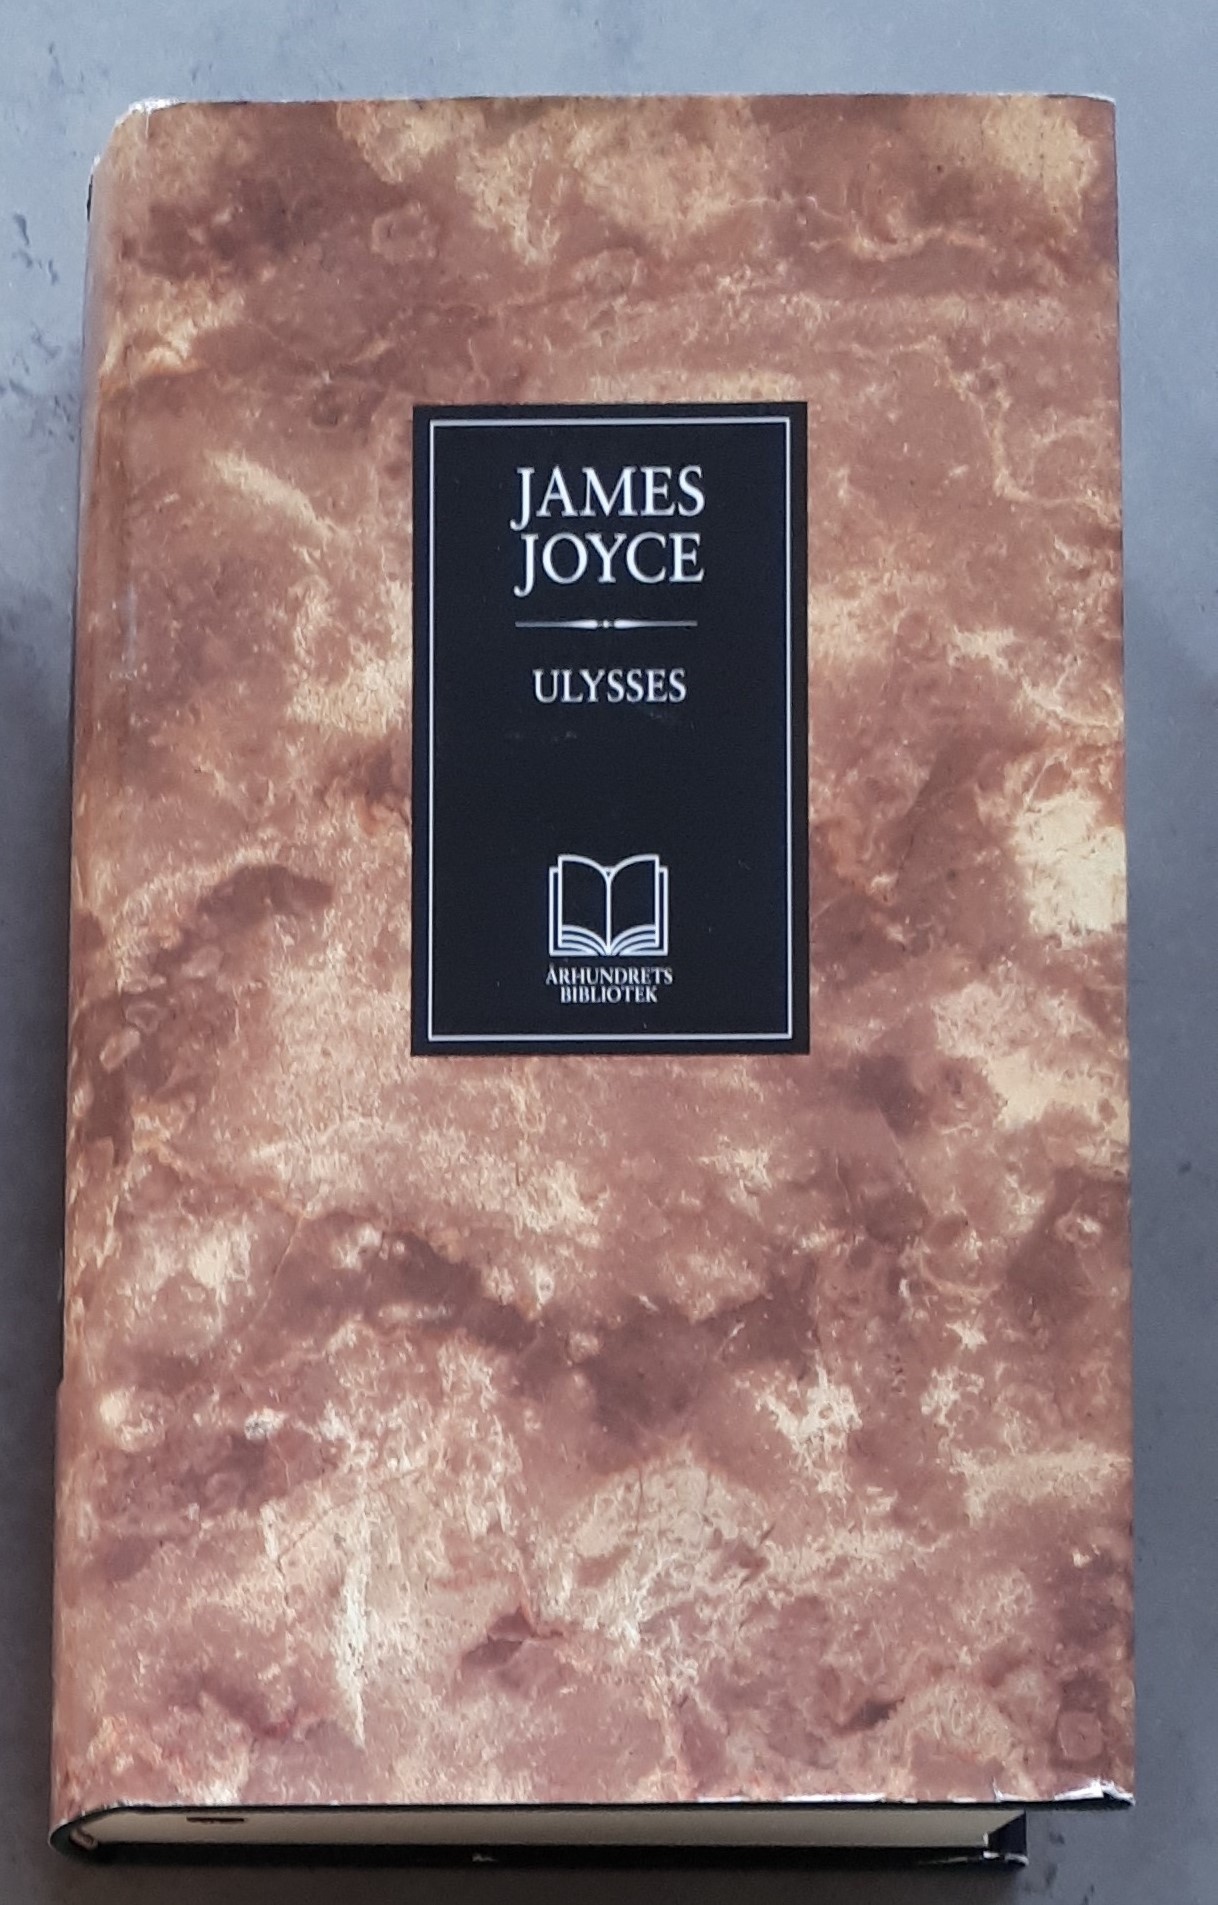 JAMES
JOYCE
ULYSSES
ÅRHUNDRETS
BIBLIOTEK